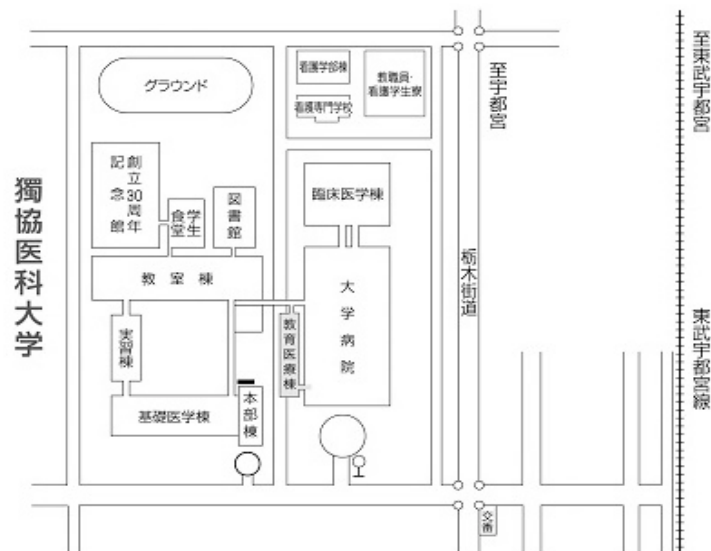 獨協医科大学
グラウンド
看護学部棟
看護専門学校
教職員・
看護学生寮
至宇都宮
至東武宇都宮
創立30周年
記念館
学生
食堂
図書館
臨床医学棟
教室棟
大学病院
栃木街道
実習棟
教育医療棟
東武宇都宮線
基礎医学棟
本部棟
交番